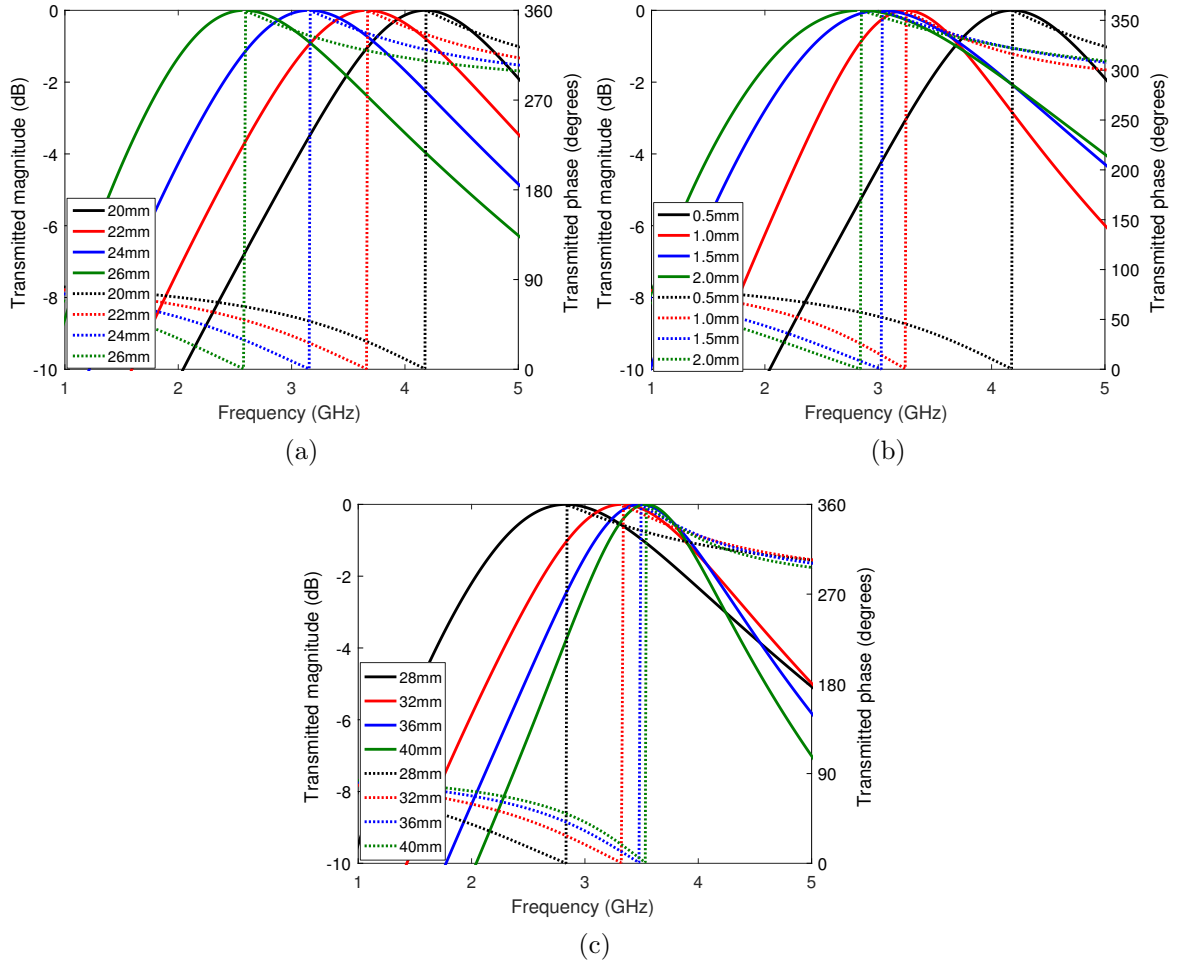 0
-2
-4
-6
-8
-10
Transmitted magnitude (dB)
20mm
22mm
24mm
26mm
20mm
22mm
24mm
26mm
1
2
3
4
5
Frequency (GHz)
360
270
180
90
0
Transmitted phase (degrees)
(a)
0
-2
-4
-6
-8
-10
Transmitted magnitude (dB)
0.5mm
1.0mm
1.5mm
2.0mm
0.5mm
1.0mm
1.5mm
2.0mm
1
2
3
4
5
Frequency (GHz)
350
300
250
200
150
100
50
0
Transmitted phase (degrees)
(b)
0
-2
-4
-6
-8
-10
Transmitted magnitude (dB)
28mm
32mm
36mm
40mm
28mm
32mm
36mm
40mm
1
2
3
4
5
Frequency (GHz)
360
270
180
90
0
Transmitted phase (degrees)
(c)